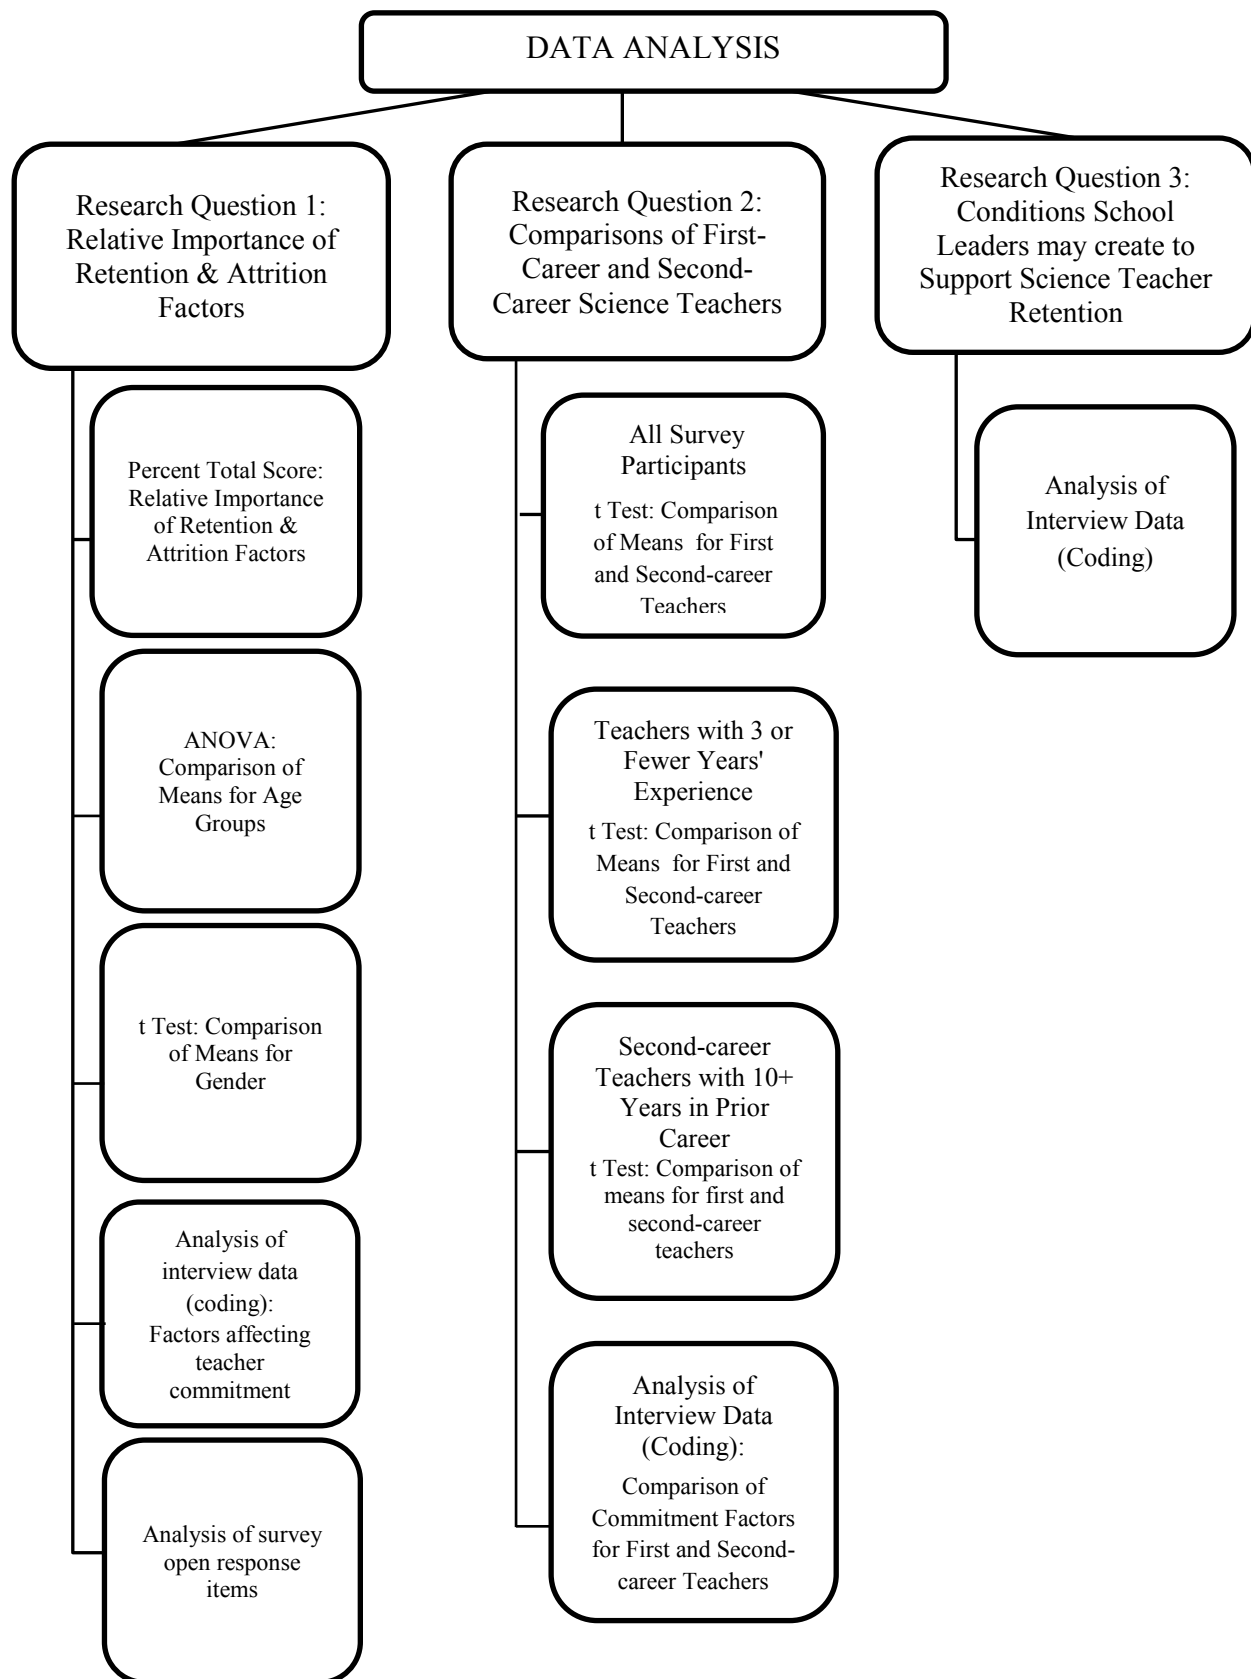 DATA ANALYSIS
Research Question 1:
Relative Importance of
Retention & Attrition
Factors
Percent Total Score:
Relative Importance
of Retention &
Attrition Factors
ANOVA:
Comparison of
Means for Age
Groups
t Test: Comparison
of Means for
Gender
Analysis of
interview data
(coding):
Factors affecting
teacher
commitment
Analysis of survey
open response
items
Research Question 2:
Comparisons of First-
Career and Second-
Career Science Teachers
All Survey
Participants
t Test: Comparison
of Means for First
and Second-career
Teachers
Teachers with 3 or
Fewer Years'
Experience
t Test: Comparison of
Means for First and
Second-career
Teachers
Second-career
Teachers with 10+
Years in Prior
Career
t Test: Comparison of
means for first and
second-career
teachers
Analysis of
Interview Data
(Coding):
Comparison of
Commitment Factors
for First and Second-
career Teachers
Research Question 3:
Conditions School
Leaders may create to
Support Science Teacher
Retention
Analysis of
Interview Data
(Coding)